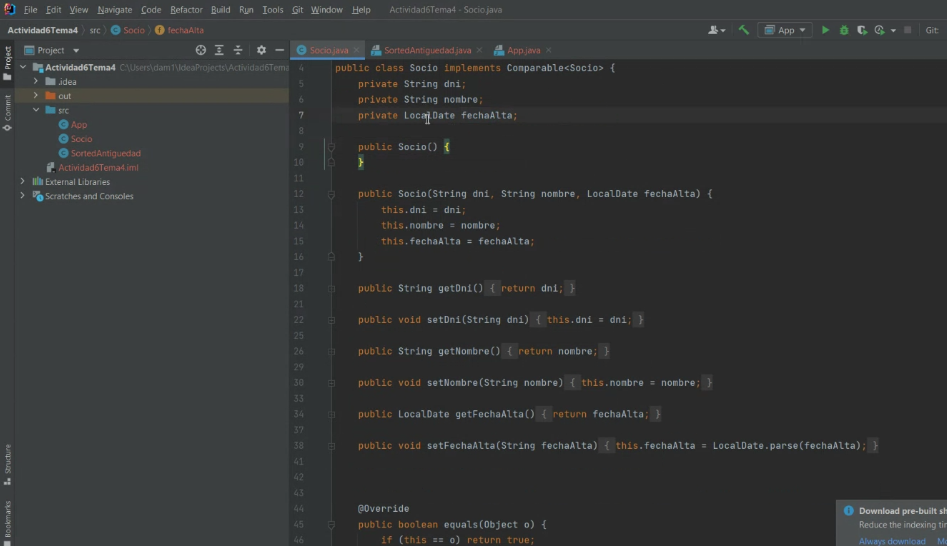 File Edit View Navigate Code Refactor Build Run Tools Git Window Help Actividad6Tema4 - Socio.java
Actividad6Tema4 src Socio fechaAlta App Git:
Project
Socio.java SortedAntiguedad.java App.java
Project
Commit
Structure
Bookmarks
Actividad6Tema4 C:\Users\dam1\IdeaProjects\Actividad6Tema
.idea
out
src
App
Socio
SortedAntiguedad
Actividad6Tema4.iml
External Libraries
Scratches and Consoles
4 public class Socio implements Comparable<Socio> {
5 private String dni;
6 private String nombre;
7 private LocalDate fechaAlta;
8
9 public Socio() {
10 }
11
12 public Socio(String dni, String nombre, LocalDate fechaAlta) {
13 this.dni = dni;
14 this.nombre = nombre;
15 this.fechaAlta = fechaAlta;
16 }
17
18 public String getDni() { return dni; }
21
22 public void setDni(String dni) { this.dni = dni; }
25
26 public String getNombre() { return nombre; }
29
30 public void setNombre(String nombre) { this.nombre = nombre; }
33
34 public LocalDate getFechaAlta() { return fechaAlta; }
37
38 public void setFechaAlta(String fechaAlta) { this.fechaAlta = LocalDate.parse(fechaAlta); }
41
42
43
44 @Override
45 public boolean equals(Object o) {
46 if (this == o) return true;
Download pre-built sh
Reduce the indexing tim
Always download